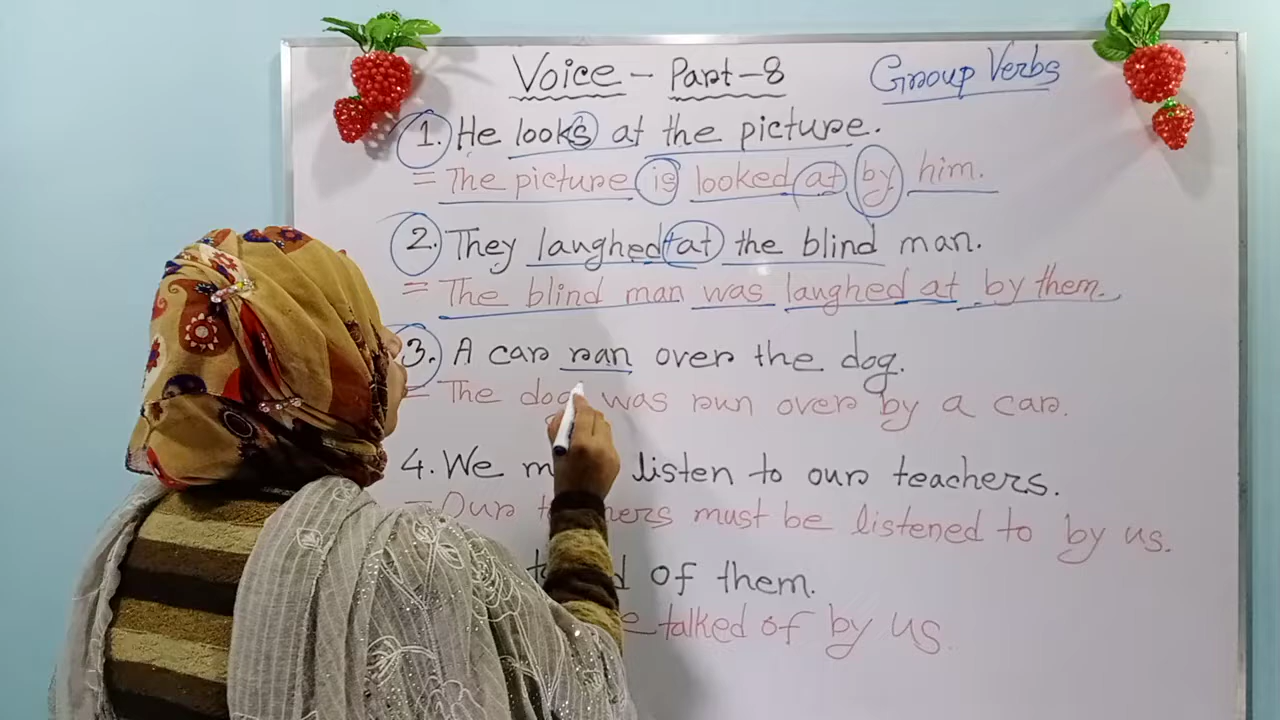 Voice - Part-8 Group Verbs
1. He looks at the picture.
= The picture is looked at by him.
2. They laughed at the blind man.
= The blind man was laughed at by them.
3. A car ran over the dog.
= The dog was run over by a car.
4. We listen to our teachers.
= Our must be listened to by us.
of them.
talked of by us.